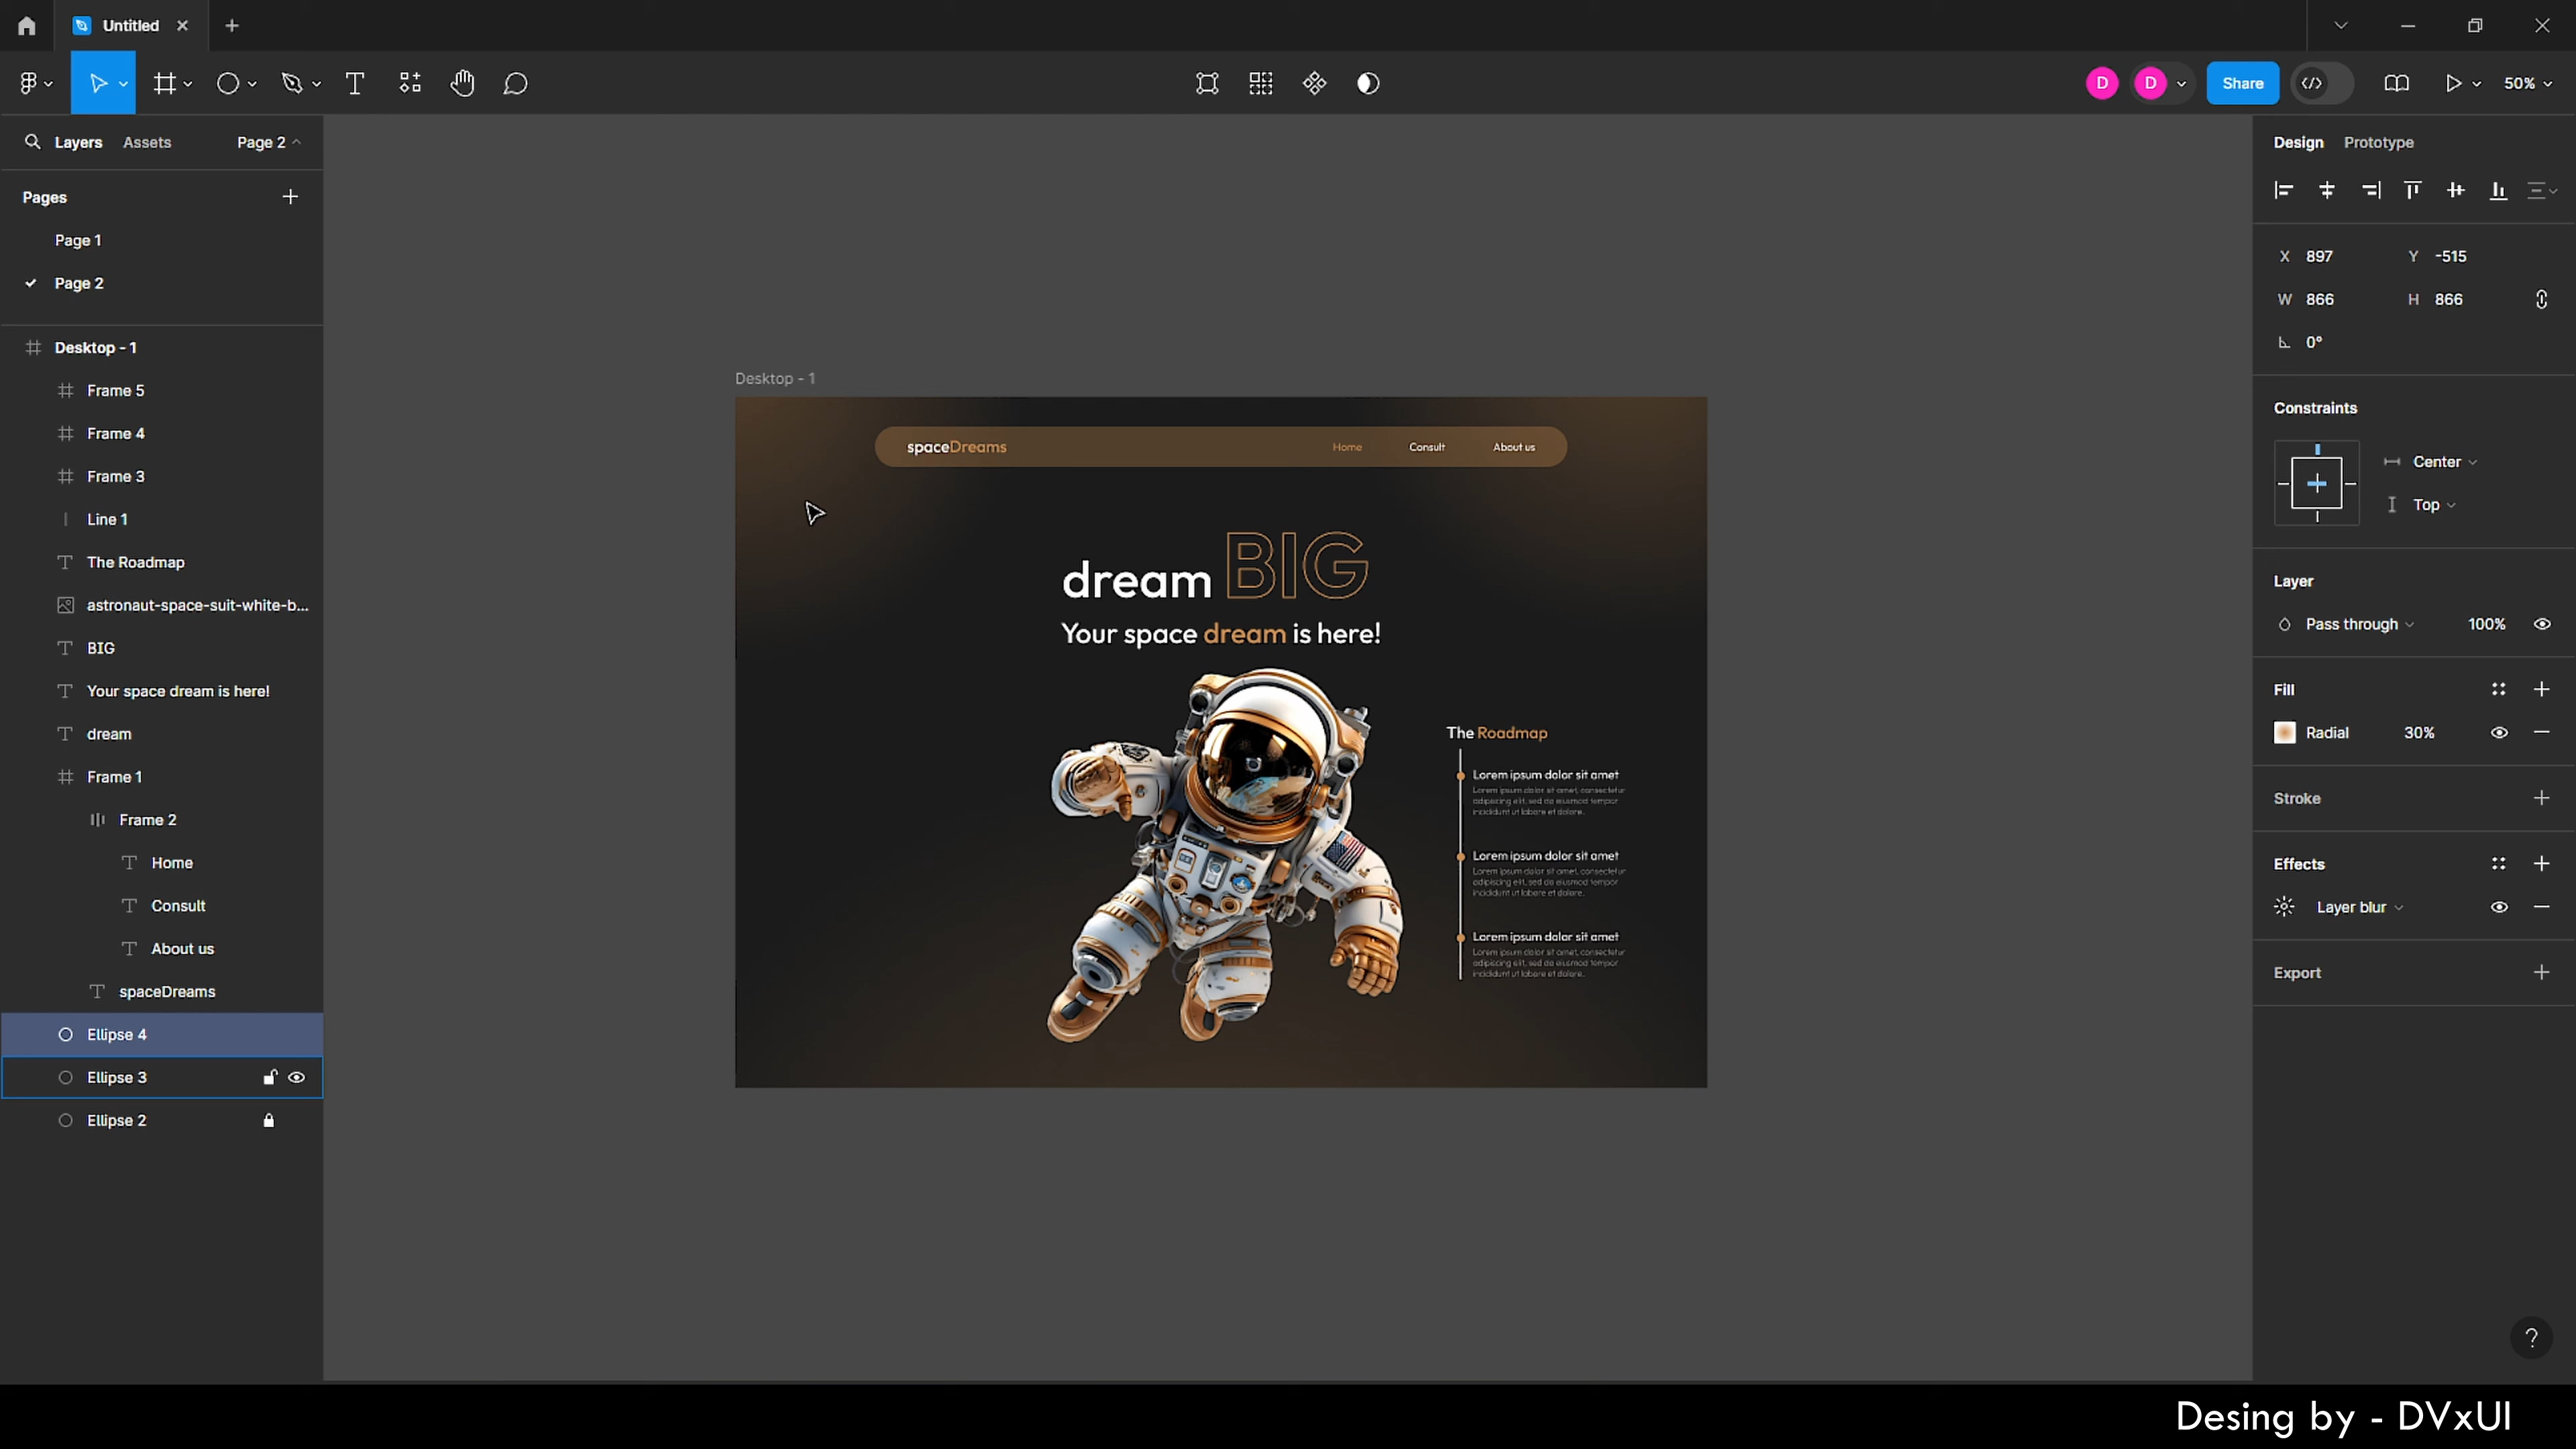 Untitled
D
D
Share
50%
Layers
Assets
Page 2
Pages
Page 1
Page 2
Desktop - 1
Frame 5
Frame 4
Frame 3
Line 1
The Roadmap
astronaut-space-suit-white-b...
BIG
Your space dream is here!
dream
Frame 1
Frame 2
Home
Consult
About us
spaceDreams
Ellipse 4
Ellipse 3
Ellipse 2
Desktop - 1
spaceDreams
Home
Consult
About us
dream BIG
Your space dream is here!
The Roadmap
Lorem ipsum dolor sit amet
Lorem ipsum dolor sit amet, consectetur
adipiscing elit, sed do eiusmod tempor
incididunt ut labore et dolore.
Lorem ipsum dolor sit amet
Lorem ipsum dolor sit amet, consectetur
adipiscing elit, sed do eiusmod tempor
incididunt ut labore et dolore.
Lorem ipsum dolor sit amet
Lorem ipsum dolor sit amet, consectetur
adipiscing elit, sed do eiusmod tempor
incididunt ut labore et dolore.
Design
Prototype
X 897
Y -515
W 866
H 866
0°
Constraints
Center
Top
Layer
Pass through
100%
Fill
Radial
30%
Stroke
Effects
Layer blur
Export
?
Desing by - DVxUI